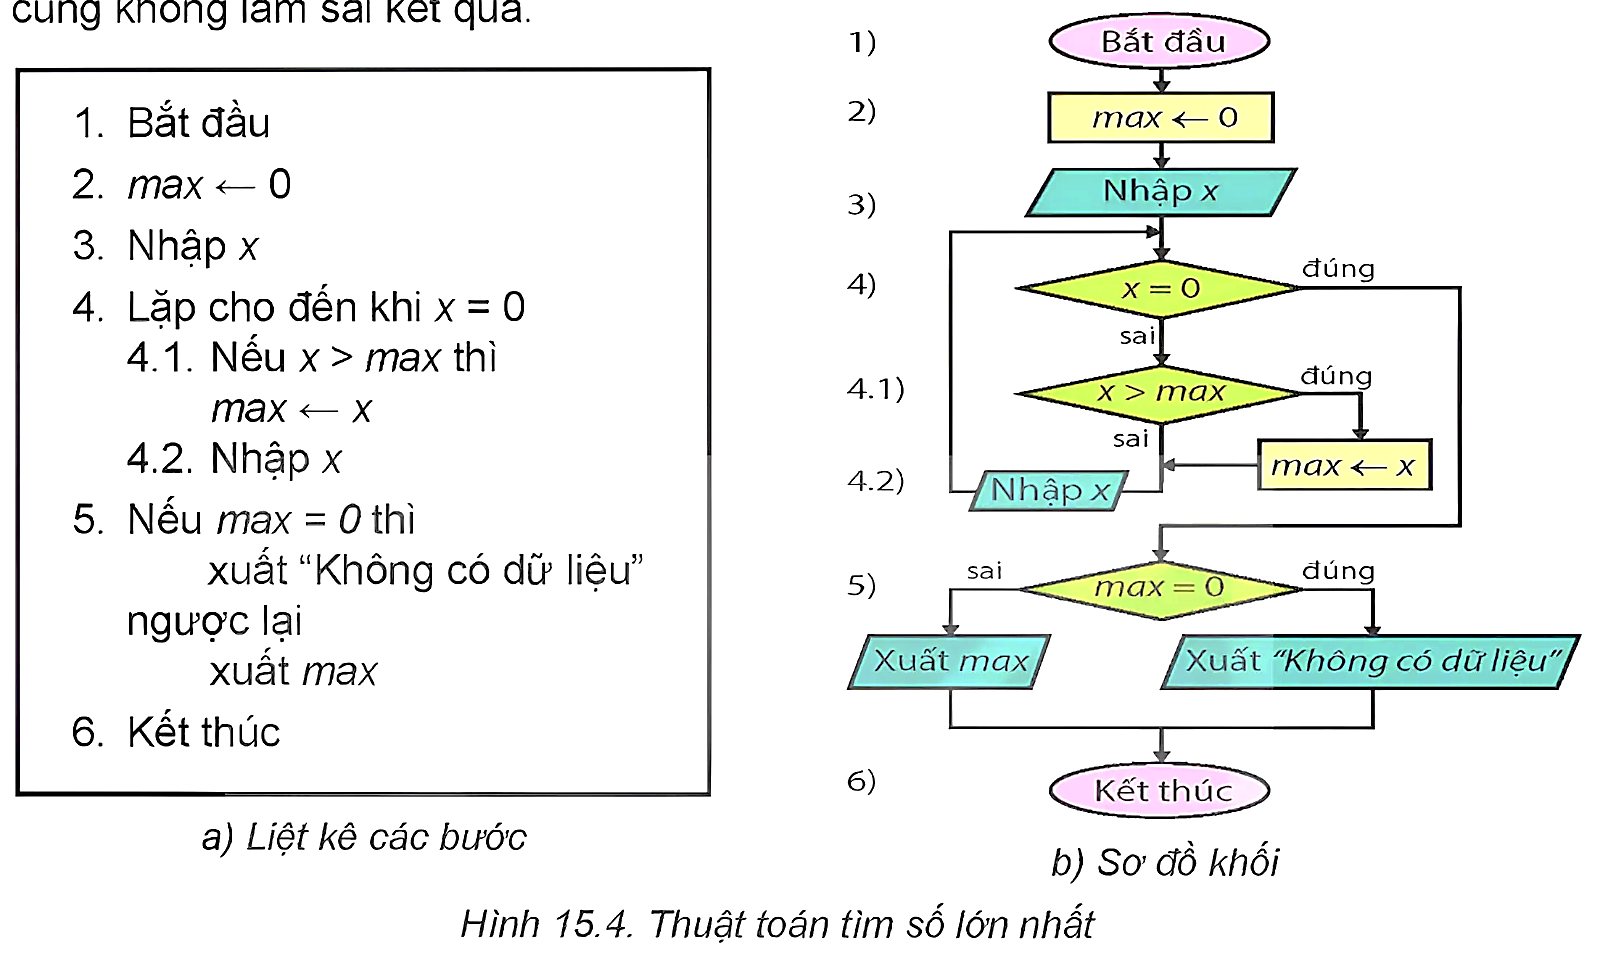 cũng không làm sai kết quả.
1. Bắt đầu
2. max ← 0
3. Nhập x
4. Lặp cho đến khi x = 0
4.1. Nếu x > max thì
max ← x
4.2. Nhập x
5. Nếu max = 0 thì
xuất “Không có dữ liệu”
ngược lại
xuất max
6. Kết thúc
a) Liệt kê các bước
1) Bắt đầu
2) max ← 0
3) Nhập x
4) x = 0 đúng
sai
4.1) x > max đúng
sai
max ← x
4.2) Nhập x
5) sai max = 0 đúng
Xuất max Xuất “Không có dữ liệu”
6) Kết thúc
b) Sơ đồ khối
Hình 15.4. Thuật toán tìm số lớn nhất